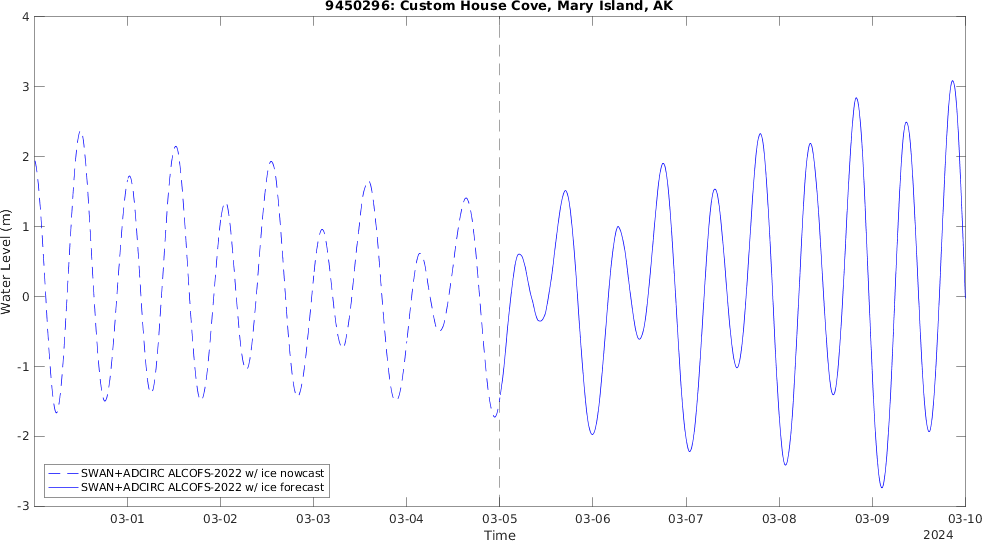 9450296: Custom House Cove, Mary Island, AK
4
3
2
1
0
-1
-2
-3
Water Level (m)
SWAN+ADCIRC ALCOFS-2022 w/ ice nowcast
SWAN+ADCIRC ALCOFS-2022 w/ ice forecast
03-01 03-02 03-03 03-04 03-05 03-06 03-07 03-08 03-09 03-10
Time
2024